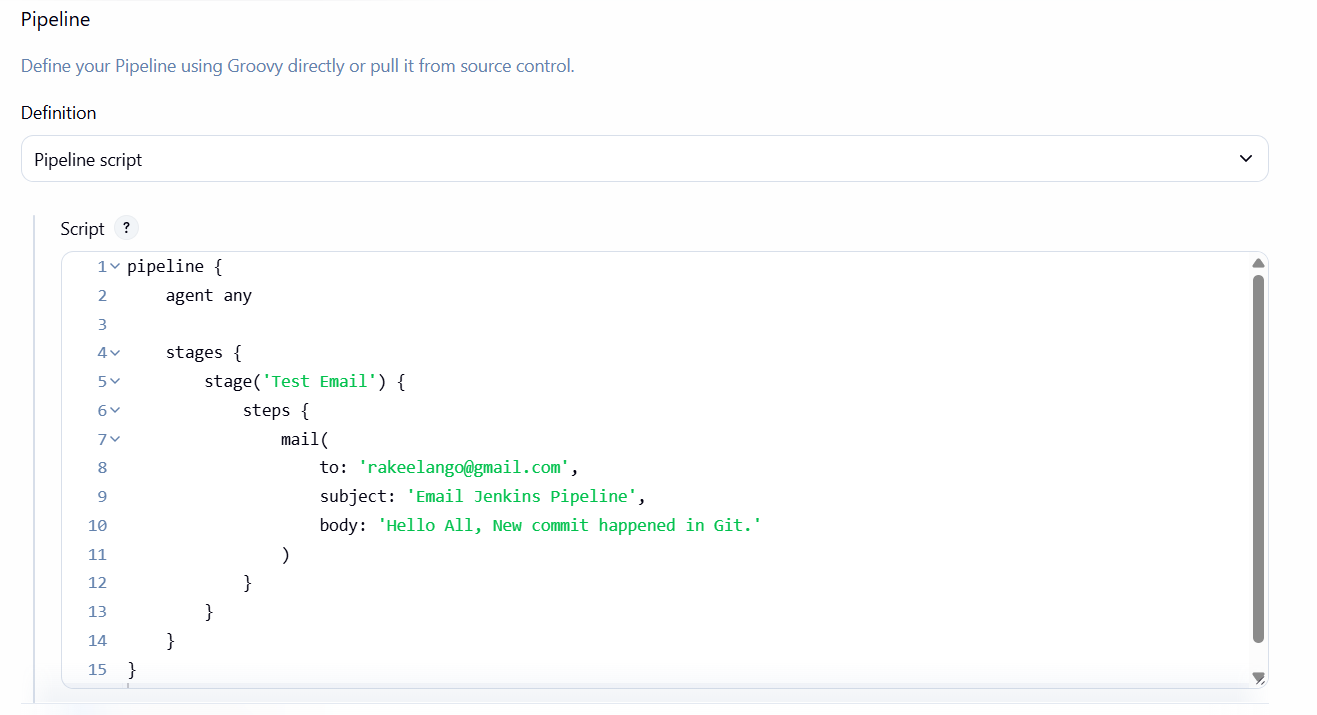 Pipeline
Define your Pipeline using Groovy directly or pull it from source control.
Definition
Pipeline script
Script ?
1 pipeline {
2     agent any
3
4     stages {
5         stage('Test Email') {
6             steps {
7                 mail(
8                     to: 'rakeelango@gmail.com',
9                     subject: 'Email Jenkins Pipeline',
10                     body: 'Hello All, New commit happened in Git.'
11                 )
12             }
13         }
14     }
15 }